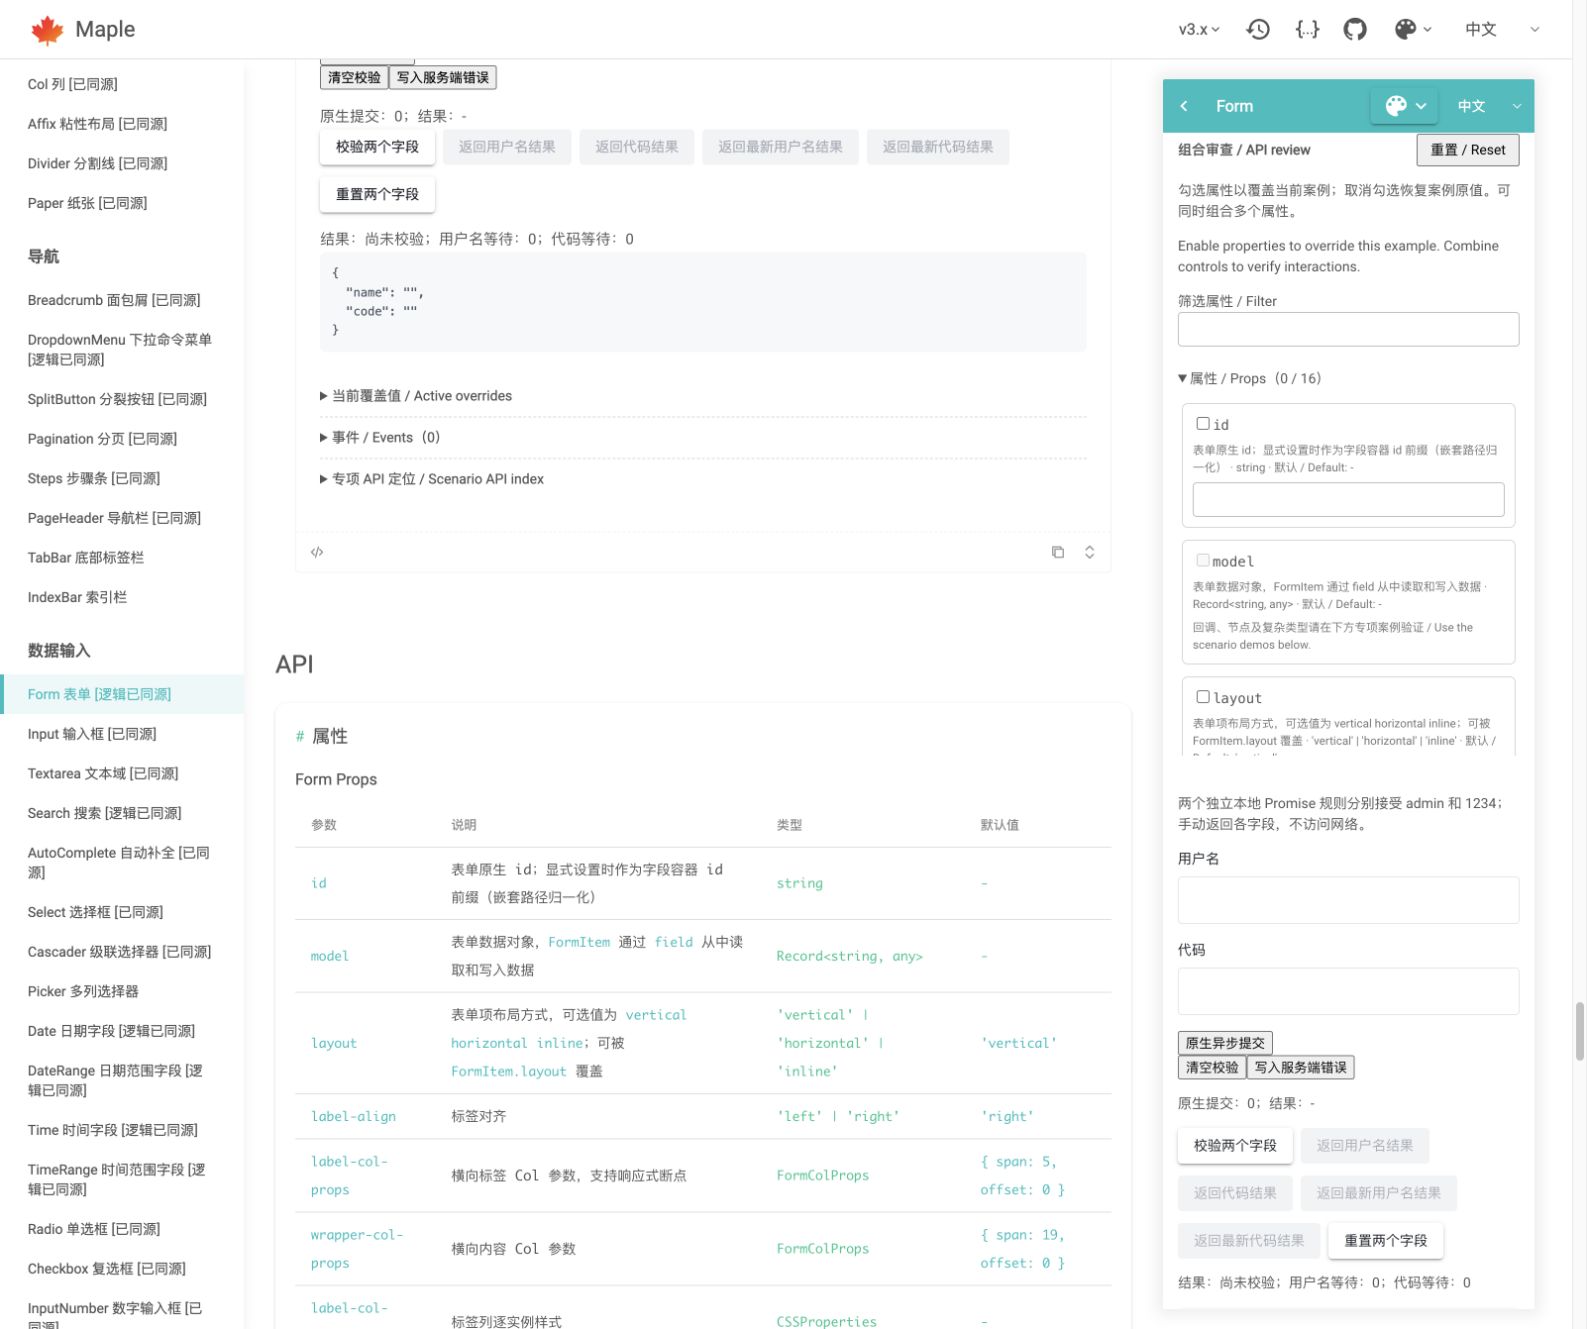 Maple
v3.x
{..}
中文
Col 列 [已同源]
Affix 粘性布局 [已同源]
Divider 分割线 [已同源]
Paper 纸张 [已同源]
导航
Breadcrumb 面包屑 [已同源]
DropdownMenu 下拉命令菜单
[逻辑已同源]
SplitButton 分裂按钮 [已同源]
Pagination 分页 [已同源]
Steps 步骤条 [已同源]
PageHeader 导航栏 [已同源]
TabBar 底部标签栏
IndexBar 索引栏
数据输入
Form 表单 [逻辑已同源]
Input 输入框 [已同源]
Textarea 文本域 [已同源]
Search 搜索 [逻辑已同源]
AutoComplete 自动补全 [已同
源]
Select 选择框 [已同源]
Cascader 级联选择器 [已同源]
Picker 多列选择器
Date 日期字段 [逻辑已同源]
DateRange 日期范围字段 [逻
辑已同源]
Time 时间字段 [逻辑已同源]
TimeRange 时间范围字段 [逻
辑已同源]
Radio 单选框 [已同源]
Checkbox 复选框 [已同源]
InputNumber 数字输入框 [已
同源]
清空校验 写入服务端错误
原生提交：0；结果：-
校验两个字段 返回用户名结果 返回代码结果 返回最新用户名结果 返回最新代码结果
重置两个字段
结果：尚未校验；用户名等待：0；代码等待：0
{
"name": "",
"code": ""
}
▶ 当前覆盖值 / Active overrides
▶ 事件 / Events（0）
▶ 专项 API 定位 / Scenario API index
</>
API
# 属性
Form Props
参数 说明 类型 默认值
id 表单原生 id；显式设置时作为字段容器 id string -
前缀（嵌套路径归一化）
model 表单数据对象，FormItem 通过 field 从中读 Record<string, any> -
取和写入数据
表单项布局方式，可选值为 vertical 'vertical' |
layout horizontal inline；可被 'horizontal' | 'vertical'
FormItem.layout 覆盖 'inline'
label-align 标签对齐 'left' | 'right' 'right'
label-col- 横向标签 Col 参数，支持响应式断点 FormColProps { span: 5,
props offset: 0 }
wrapper-col- 横向内容 Col 参数 FormColProps { span: 19,
props offset: 0 }
label-col- 标签列逐实例样式 CSSProperties -
Form
中文
组合审查 / API review
重置 / Reset
勾选属性以覆盖当前案例；取消勾选恢复案例原值。可
同时组合多个属性。
Enable properties to override this example. Combine
controls to verify interactions.
筛选属性 / Filter
▼ 属性 / Props（0 / 16）
id
表单原生 id；显式设置时作为字段容器 id 前缀（嵌套路径归
一化） · string · 默认 / Default: -
model
表单数据对象，FormItem 通过 field 从中读取和写入数据 ·
Record<string, any> · 默认 / Default: -
回调、节点及复杂类型请在下方专项案例验证 / Use the
scenario demos below.
layout
表单项布局方式，可选值为 vertical horizontal inline；可被
FormItem.layout 覆盖 · 'vertical' | 'horizontal' | 'inline' · 默认 /
两个独立本地 Promise 规则分别接受 admin 和 1234；
手动返回各字段，不访问网络。
用户名
代码
原生异步提交
清空校验 写入服务端错误
原生提交：0；结果：-
校验两个字段 返回用户名结果
返回代码结果 返回最新用户名结果
返回最新代码结果 重置两个字段
结果：尚未校验；用户名等待：0；代码等待：0